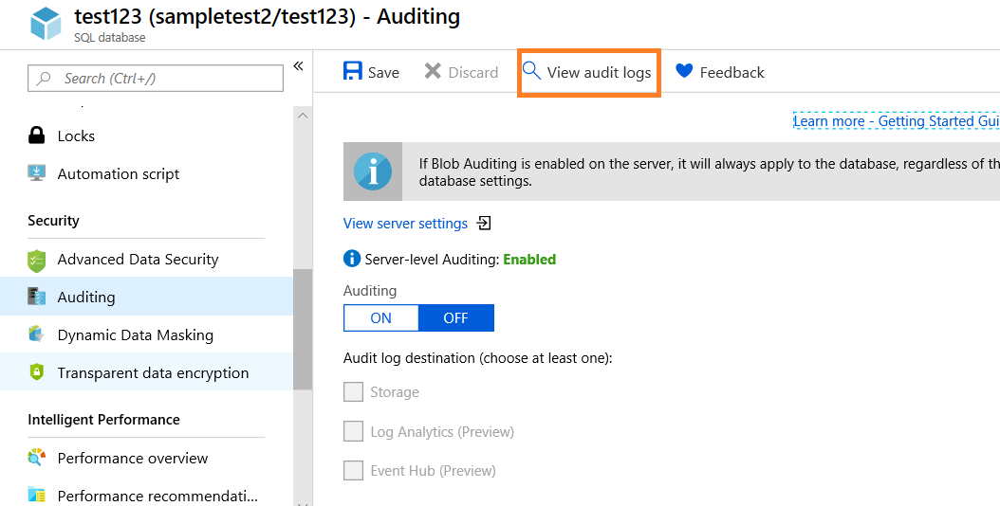 test123 (sampletest2/test123) - Auditing
SQL database
Search (Ctrl+/)
Locks
Automation script
Security
Advanced Data Security
Auditing
Dynamic Data Masking
Transparent data encryption
Intelligent Performance
Performance overview
Performance recommendati...
Save
Discard
View audit logs
Feedback
Learn more - Getting Started Gui
If Blob Auditing is enabled on the server, it will always apply to the database, regardless of th
database settings.
View server settings
Server-level Auditing: Enabled
Auditing
ON OFF
Audit log destination (choose at least one):
Storage
Log Analytics (Preview)
Event Hub (Preview)